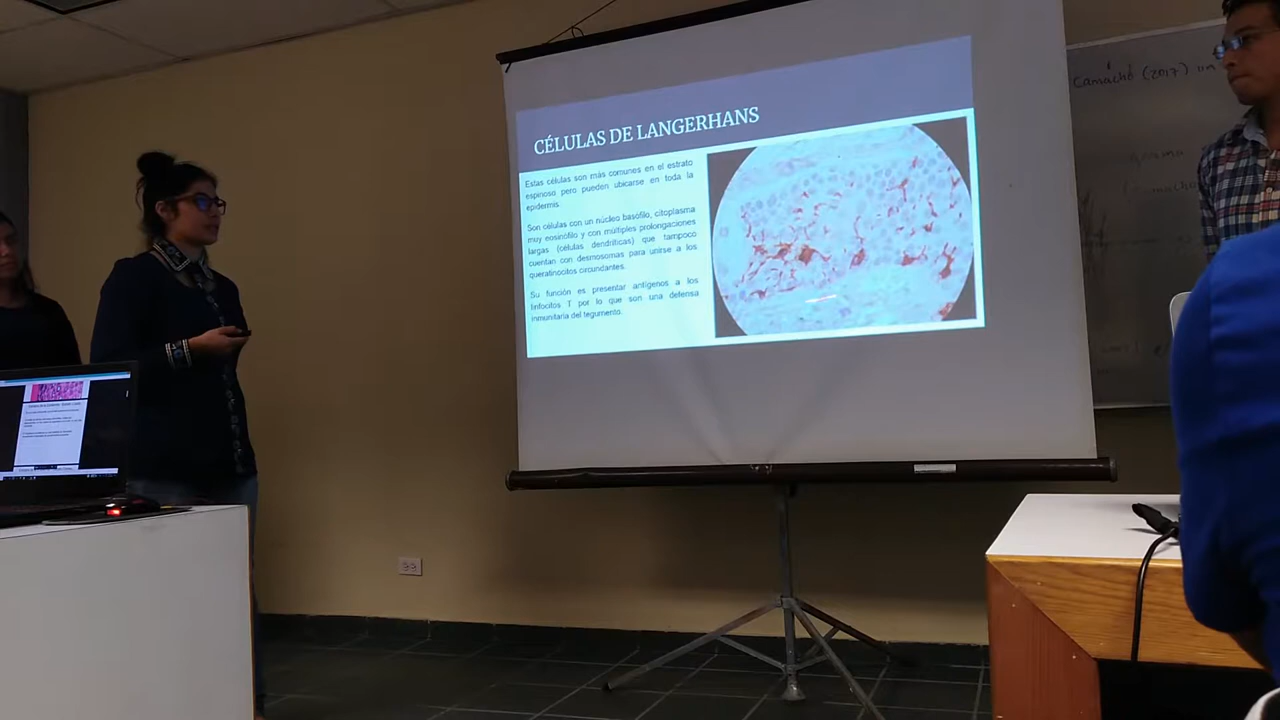 CÉLULAS DE LANGERHANS
Estas células son más comunes en el estrato
espinoso pero pueden ubicarse en toda la
epidermis.
Son células con un núcleo basófilo, citoplasma
muy eosinófilo y con múltiples prolongaciones
largas (células dendríticas) que tampoco
cuentan con desmosomas para unirse a los
queratinocitos circundantes.
Su función es presentar antígenos a los
linfocitos T por lo que son una defensa
inmunitaria del tegumento.
Camacho (2017)